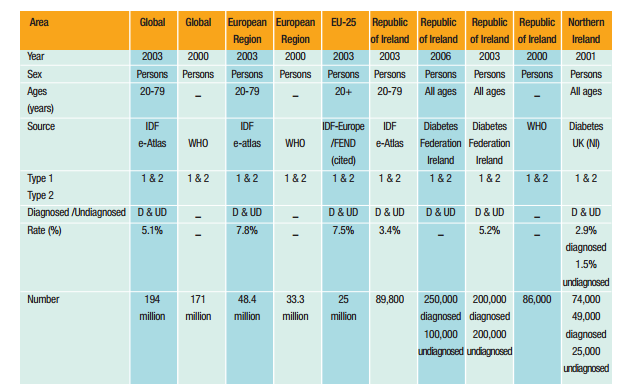 Area Global Global European European EU-25 Republic Republic Republic Republic Northern
Region Region of Ireland of Ireland of Ireland of Ireland Ireland
Year 2003 2000 2003 2000 2003 2003 2006 2003 2000 2001
Sex Persons Persons Persons Persons Persons Persons Persons Persons Persons Persons
Ages 20-79 – 20-79 – 20+ 20-79 All ages All ages – All ages
(years)
Source IDF IDF IDF-Europe IDF Diabetes Diabetes WHO Diabetes
e-Atlas WHO e-atlas WHO /FEND e-Atlas Federation Federation UK (NI)
(cited) Ireland Ireland
Type 1 1 & 2 1 & 2 1 & 2 1 & 2 1 & 2 1 & 2 1 & 2 1 & 2 1 & 2 1 & 2
Type 2
Diagnosed /Undiagnosed D & UD – D & UD – D & UD D & UD D & UD D & UD – D & UD
Rate (%) 5.1% – 7.8% – 7.5% 3.4% – 5.2% – 2.9%
diagnosed
1.5%
undiagnosed
Number 194 171 48.4 33.3 25 89,800 250,000 200,000 86,000 74,000
million million million million million diagnosed diagnosed 49,000
100,000 200,000 diagnosed
undiagnosed undiagnosed 25,000
undiagnosed